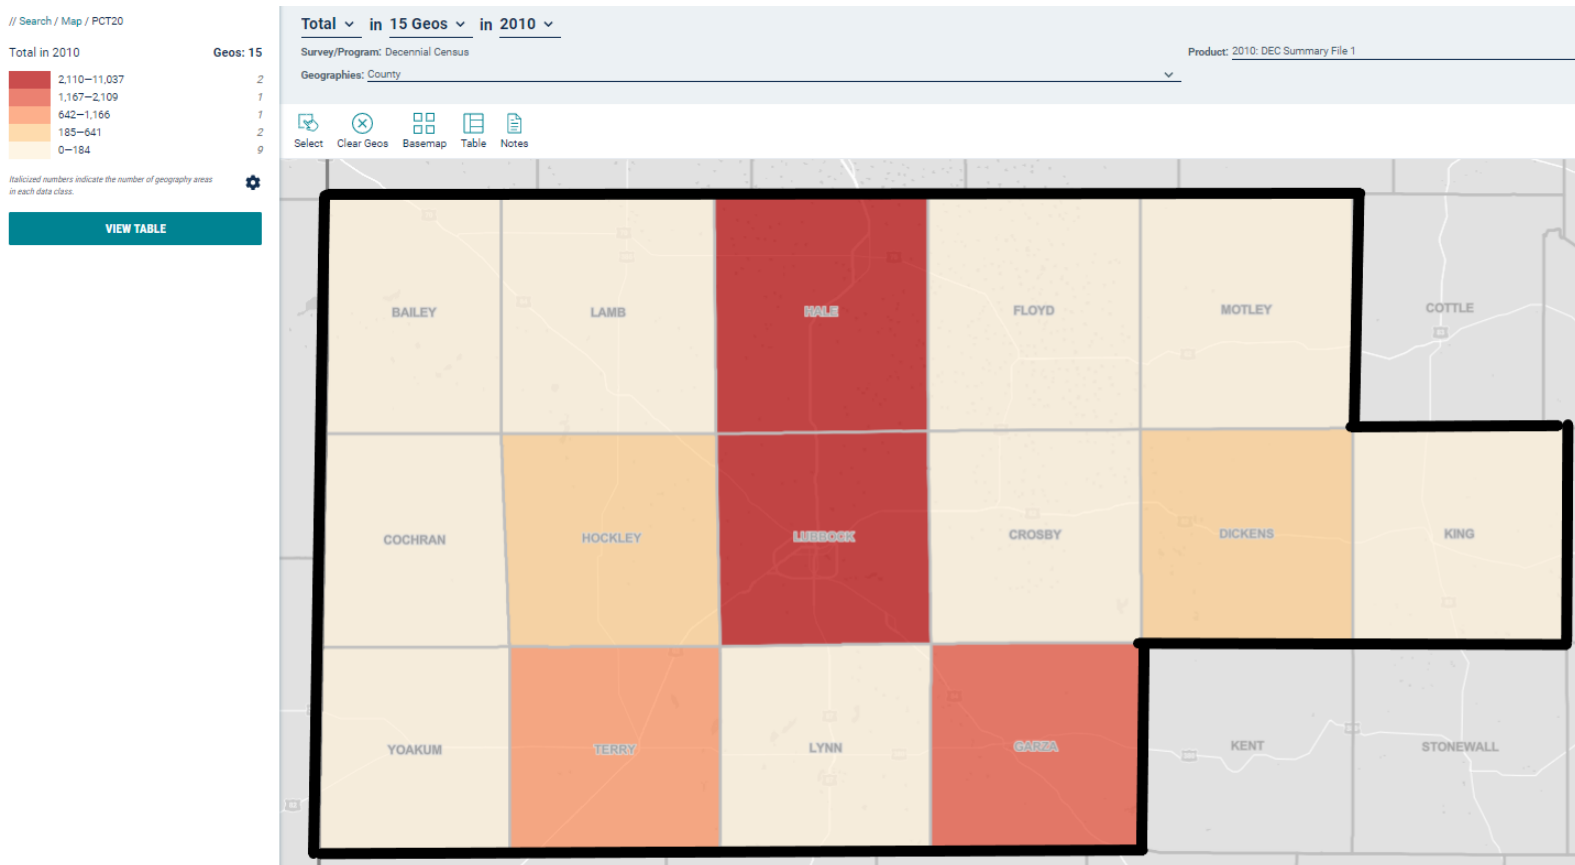 // Search / Map / PCT20
Total in 2010 Geos: 15
2,110—11,037 2
1,167—2,109 1
642—1,166 1
185—641 2
0—184 9
Italicized numbers indicate the number of geography areas
in each data class.
VIEW TABLE
Total in 15 Geos in 2010
Survey/Program: Decennial Census Product: 2010: DEC Summary File 1
Geographies: County
Select Clear Geos Basemap Table Notes
BAILEY LAMB HALE FLOYD MOTLEY COTTLE
COCHRAN HOCKLEY LUBBOCK CROSBY DICKENS KING
YOAKUM TERRY LYNN GARZA KENT STONEWALL